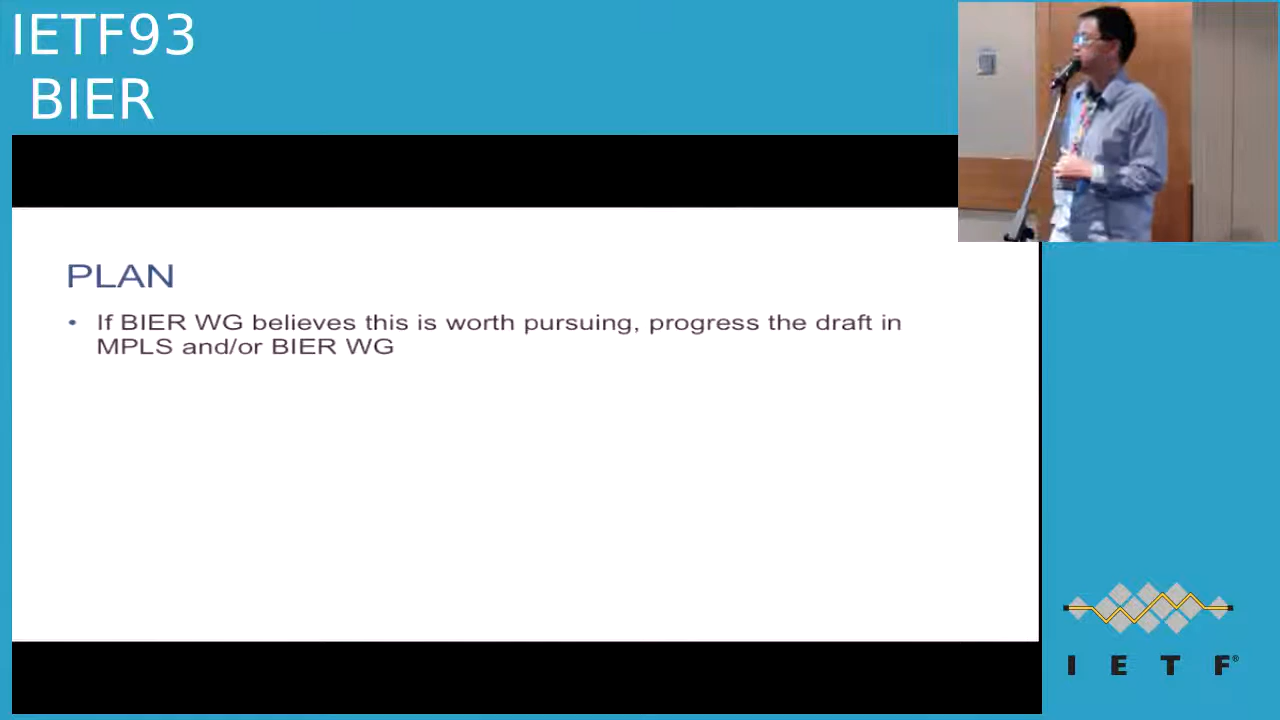 IETF93
BIER
PLAN
• If BIER WG believes this is worth pursuing, progress the draft in
MPLS and/or BIER WG
I E T F®